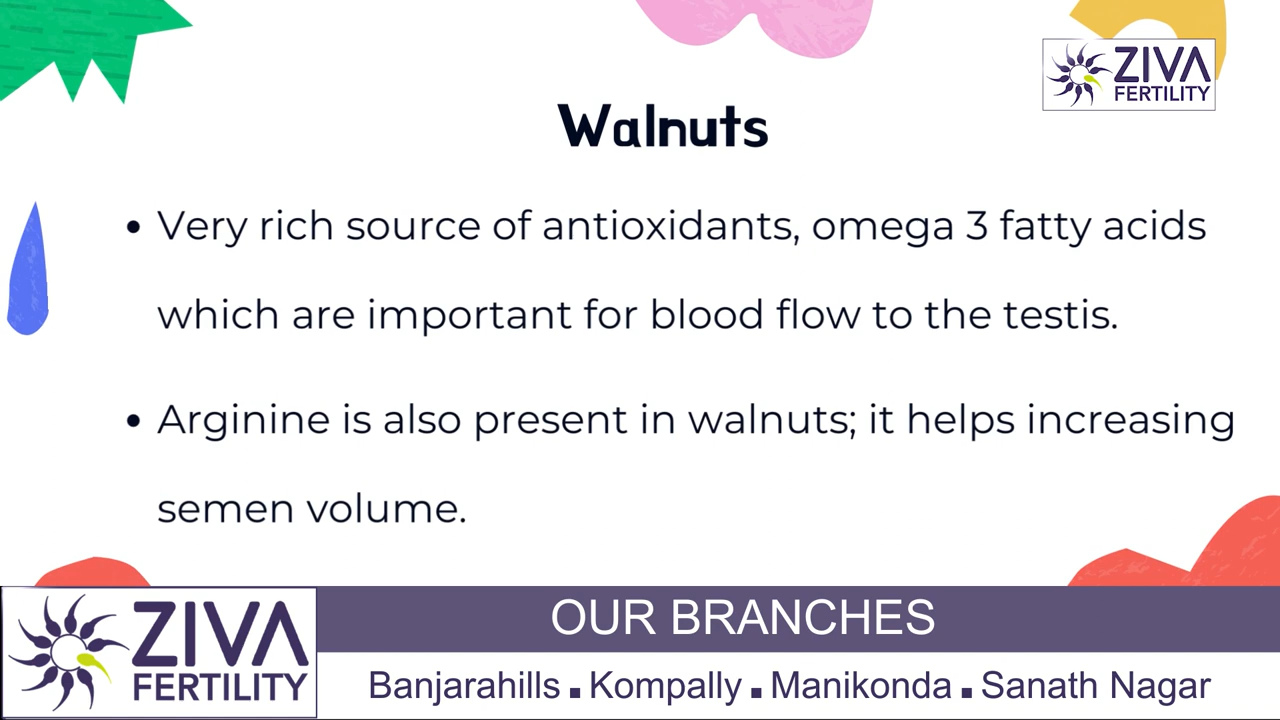 ZIVA
FERTILITY
Walnuts
• Very rich source of antioxidants, omega 3 fatty acids
which are important for blood flow to the testis.
• Arginine is also present in walnuts; it helps increasing
semen volume.
ZIVA
FERTILITY
OUR BRANCHES
Banjarahills ■ Kompally ■ Manikonda ■ Sanath Nagar